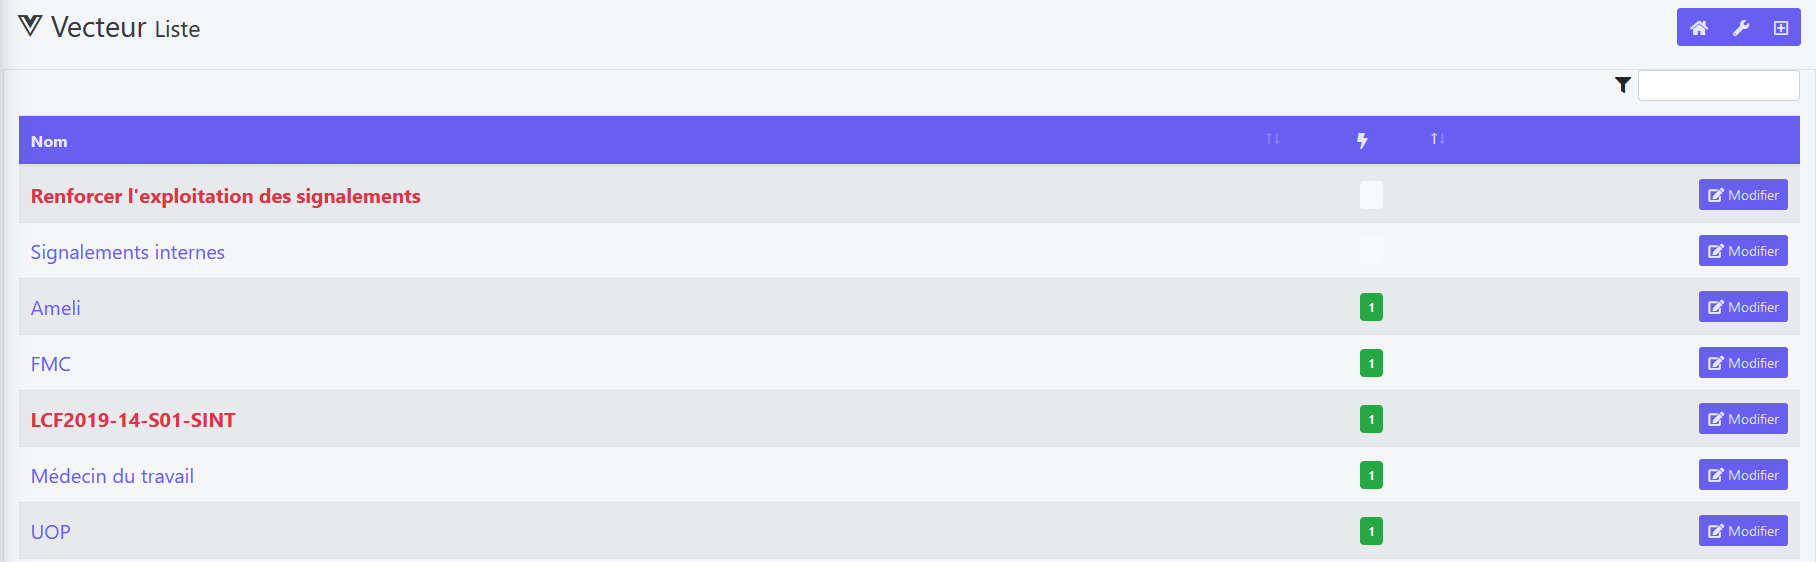 Vecteur Liste
Nom
Renforcer l'exploitation des signalements Modifier
Signalements internes Modifier
Ameli 1 Modifier
FMC 1 Modifier
LCF2019-14-S01-SINT 1 Modifier
Médecin du travail 1 Modifier
UOP 1 Modifier